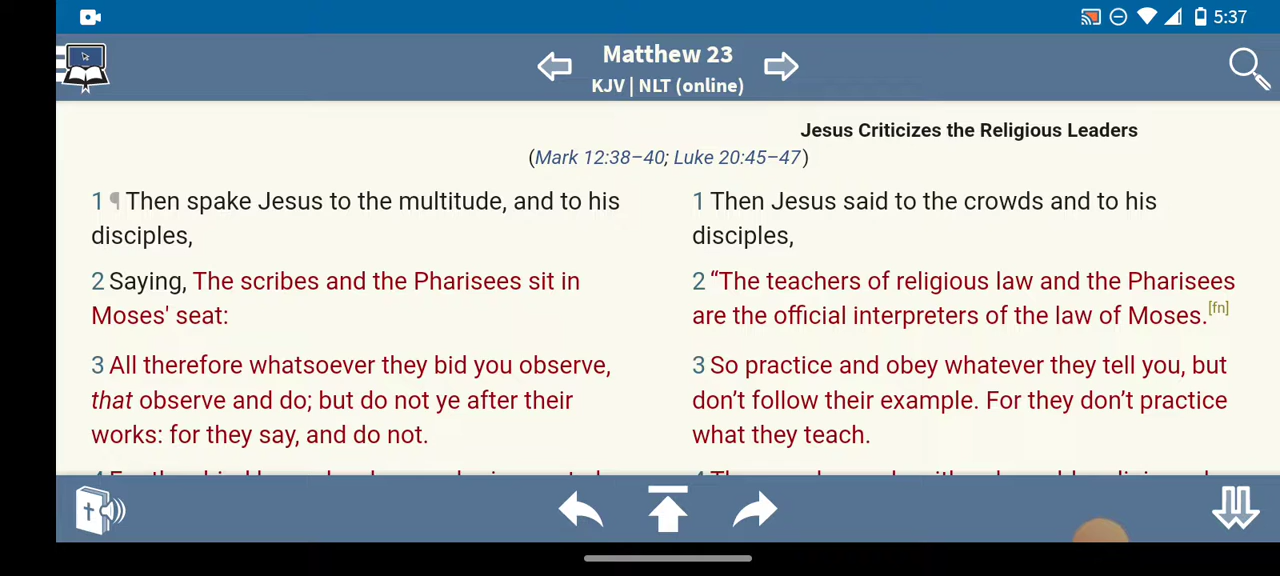 5:37
Matthew 23
KJV | NLT (online)
Jesus Criticizes the Religious Leaders
(Mark 12:38–40; Luke 20:45–47)
1 ¶ Then spake Jesus to the multitude, and to his
disciples,
2 Saying, The scribes and the Pharisees sit in
Moses' seat:
3 All therefore whatsoever they bid you observe,
that observe and do; but do not ye after their
works: for they say, and do not.
1 Then Jesus said to the crowds and to his
disciples,
2 “The teachers of religious law and the Pharisees
are the official interpreters of the law of Moses.[fn]
3 So practice and obey whatever they tell you, but
don’t follow their example. For they don’t practice
what they teach.